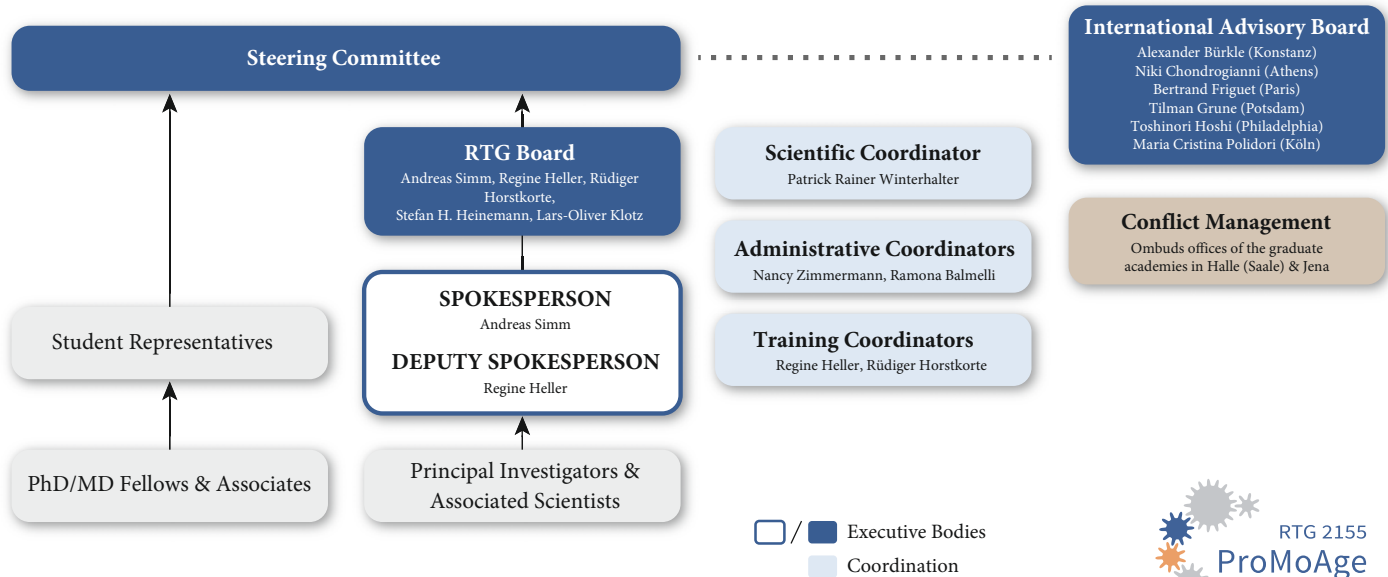 Steering Committee
International Advisory Board
Alexander Bürkle (Konstanz)
Niki Chondrogianni (Athens)
Bertrand Friguet (Paris)
Tilman Grune (Potsdam)
Toshinori Hoshi (Philadelphia)
Maria Cristina Polidori (Köln)
RTG Board
Andreas Simm, Regine Heller, Rüdiger
Horstkorte,
Stefan H. Heinemann, Lars-Oliver Klotz
Scientific Coordinator
Patrick Rainer Winterhalter
Conflict Management
Ombuds offices of the graduate
academies in Halle (Saale) & Jena
Administrative Coordinators
Nancy Zimmermann, Ramona Balmelli
SPOKESPERSON
Andreas Simm
DEPUTY SPOKESPERSON
Regine Heller
Training Coordinators
Regine Heller, Rüdiger Horstkorte
Student Representatives
PhD/MD Fellows & Associates
Principal Investigators &
Associated Scientists
/ Executive Bodies
Coordination
RTG 2155
ProMoAge